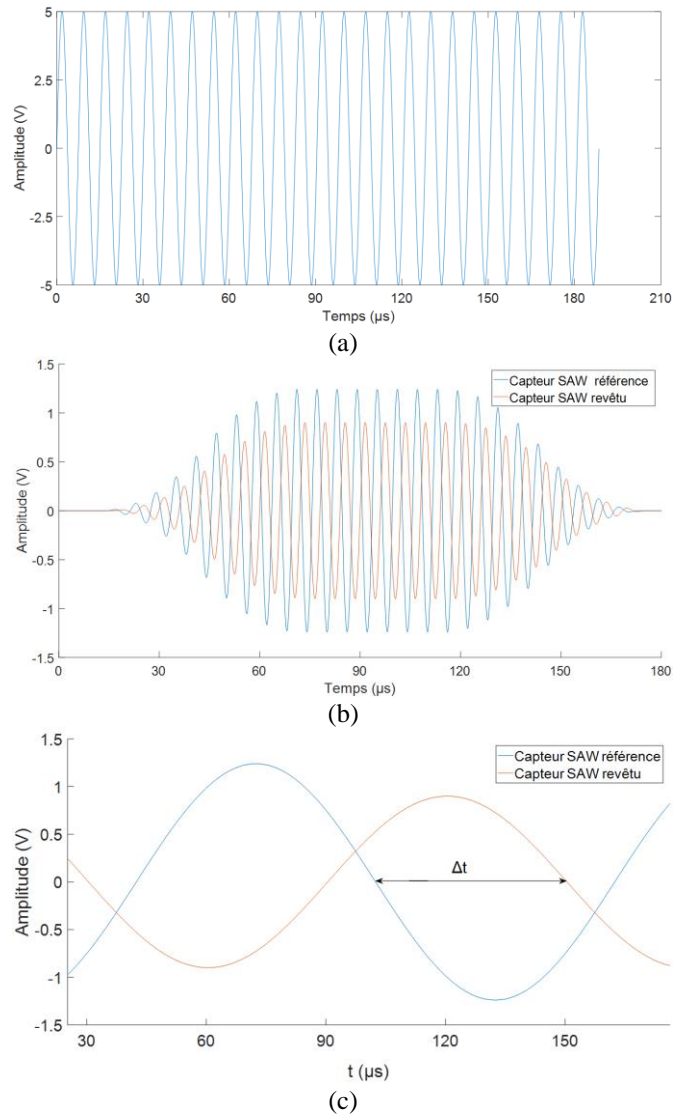 5
2.5
0
-2.5
-5
Amplitude (V)
0 30 60 90 120 150 180 210
Temps (µs)
(a)
1.5
1
0.5
0
-0.5
-1
-1.5
Amplitude (V)
Capteur SAW référence
Capteur SAW revêtu
0 30 60 90 120 150 180
Temps (µs)
(b)
1.5
1
0.5
0
-0.5
-1
-1.5
Amplitude (V)
Capteur SAW référence
Capteur SAW revêtu
Δt
30 60 90 120 150
t (µs)
(c)